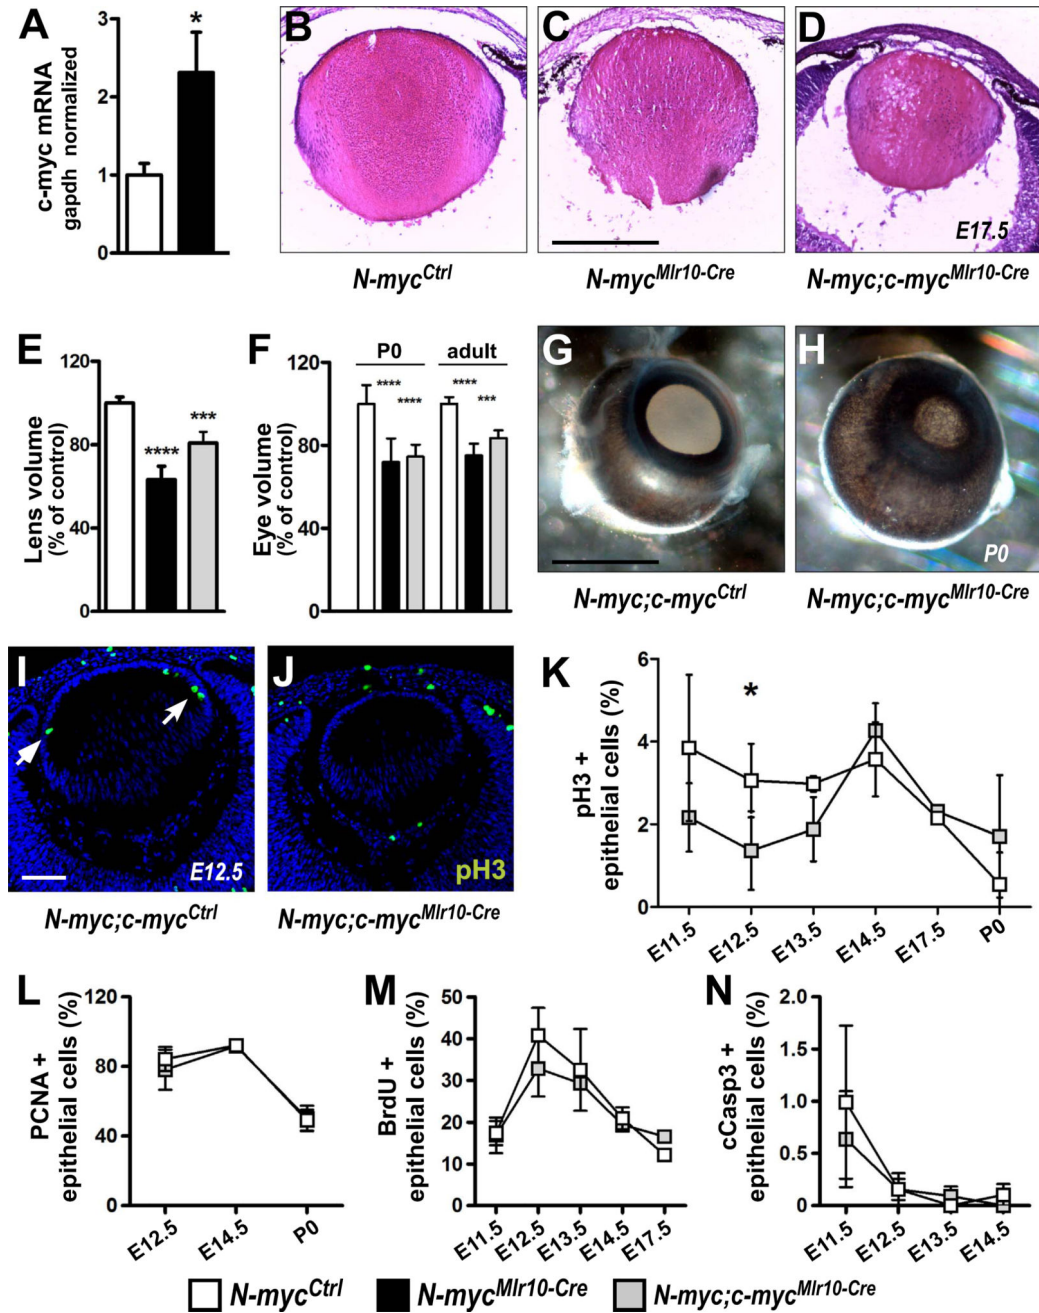 A
c-myc mRNA
gapdh normalized
3
2
1
0
*
B
N-myc^Ctrl
C
N-myc^Mlr10-Cre
D
E17.5
N-myc;c-myc^Mlr10-Cre
E
Lens volume
(% of control)
120
80
40
0
****
***
F
Eye volume
(% of control)
120
80
40
0
P0
adult
****
****
****
***
G
N-myc;c-myc^Ctrl
H
P0
N-myc;c-myc^Mlr10-Cre
I
E12.5
N-myc;c-myc^Ctrl
J
pH3
N-myc;c-myc^Mlr10-Cre
K
pH3 +
epithelial cells (%)
6
4
2
0
*
E11.5
E12.5
E13.5
E14.5
E17.5
P0
L
PCNA +
epithelial cells (%)
120
80
40
0
E12.5
E14.5
P0
M
BrdU +
epithelial cells (%)
50
40
30
20
10
0
E11.5
E12.5
E13.5
E14.5
E17.5
N
cCasp3 +
epithelial cells (%)
2.0
1.5
1.0
0.5
0
E11.5
E12.5
E13.5
E14.5
N-myc^Ctrl
N-myc^Mlr10-Cre
N-myc;c-myc^Mlr10-Cre